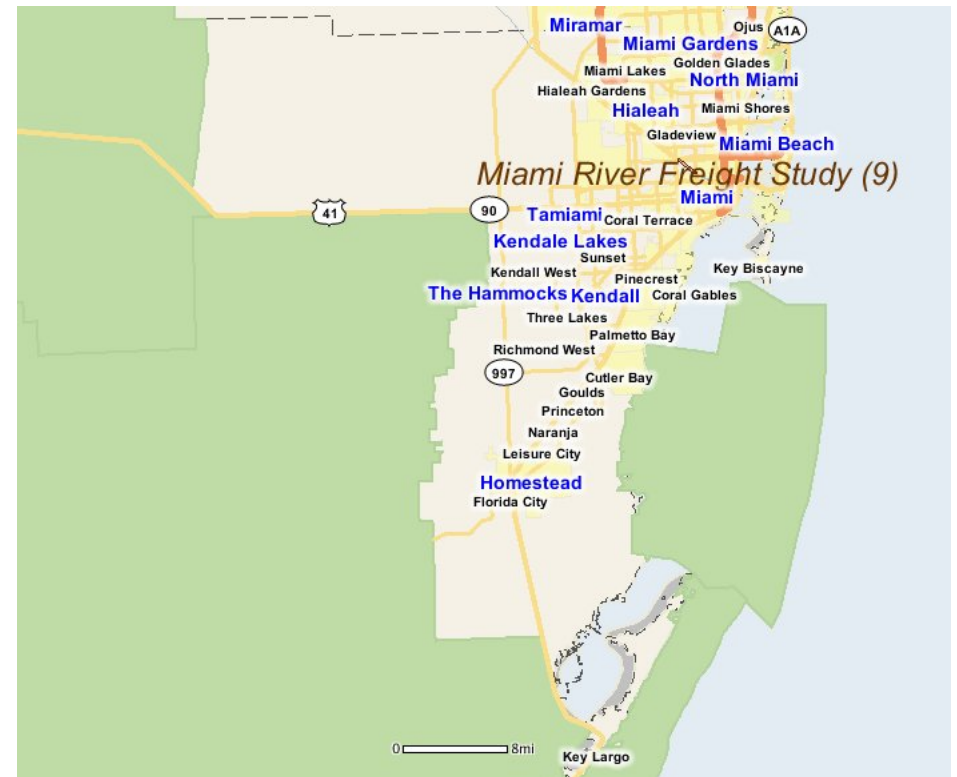 Miramar
Ojus
A1A
Miami Gardens
Golden Glades
Miami Lakes
North Miami
Hialeah Gardens
Hialeah
Miami Shores
Gladeview
Miami Beach
Miami River Freight Study (9)
Miami
41
90
Tamiami
Coral Terrace
Kendale Lakes
Sunset
Kendall West
Key Biscayne
Pinecrest
The Hammocks
Kendall
Coral Gables
Three Lakes
Palmetto Bay
Richmond West
997
Cutler Bay
Goulds
Princeton
Naranja
Leisure City
Homestead
Florida City
0
8mi
Key Largo